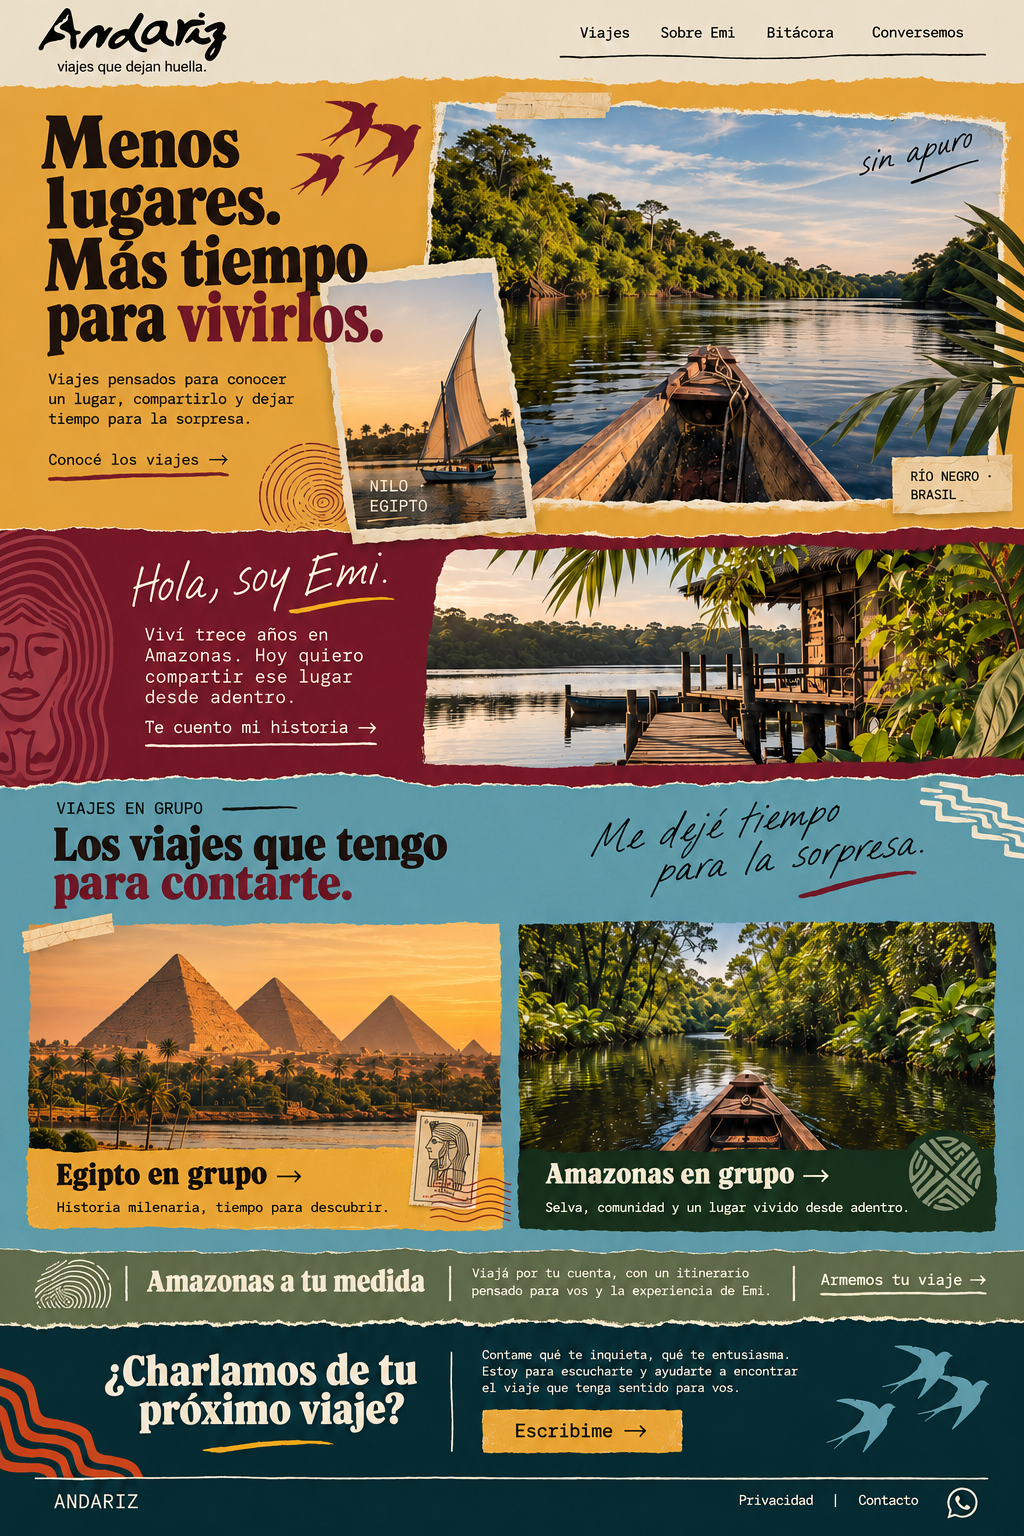 Andariz
viajes que dejan huella.
Viajes
Sobre Emi
Bitácora
Conversemos
Menos
lugares.
Más tiempo
para vivirlos.
Viajes pensados para conocer
un lugar, compartirlo y dejar
tiempo para la sorpresa.
Conocé los viajes →
sin apuro
NILO ·
EGIPTO
RÍO NEGRO ·
BRASIL
Hola, soy Emi.
Viví trece años en
Amazonas. Hoy quiero
compartir ese lugar
desde adentro.
Te cuento mi historia →
VIAJES EN GRUPO
Los viajes que tengo
para contarte.
Me dejé tiempo
para la sorpresa.
Egipto en grupo →
Historia milenaria, tiempo para descubrir.
Amazonas en grupo →
Selva, comunidad y un lugar vivido desde adentro.
Amazonas a tu medida
Viajá por tu cuenta, con un itinerario
pensado para vos y la experiencia de Emi.
Armemos tu viaje →
¿Charlamos de tu
próximo viaje?
Contame qué te inquieta, qué te entusiasma.
Estoy para escucharte y ayudarte a encontrar
el viaje que tenga sentido para vos.
Escribime →
ANDARIZ
Privacidad | Contacto